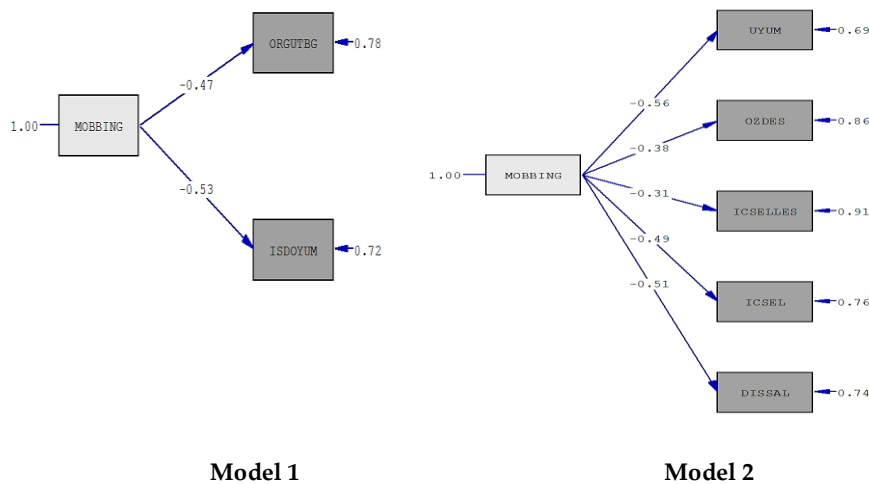 ORGUTBG
0.78
-0.47
1.00
MOBBING
-0.53
ISDOYUM
0.72
Model 1
UYUM
0.69
-0.56
OZDES
0.86
-0.38
1.00
MOBBING
-0.31
ICSELLES
0.91
-0.49
ICSEL
0.76
-0.51
DISSAL
0.74
Model 2